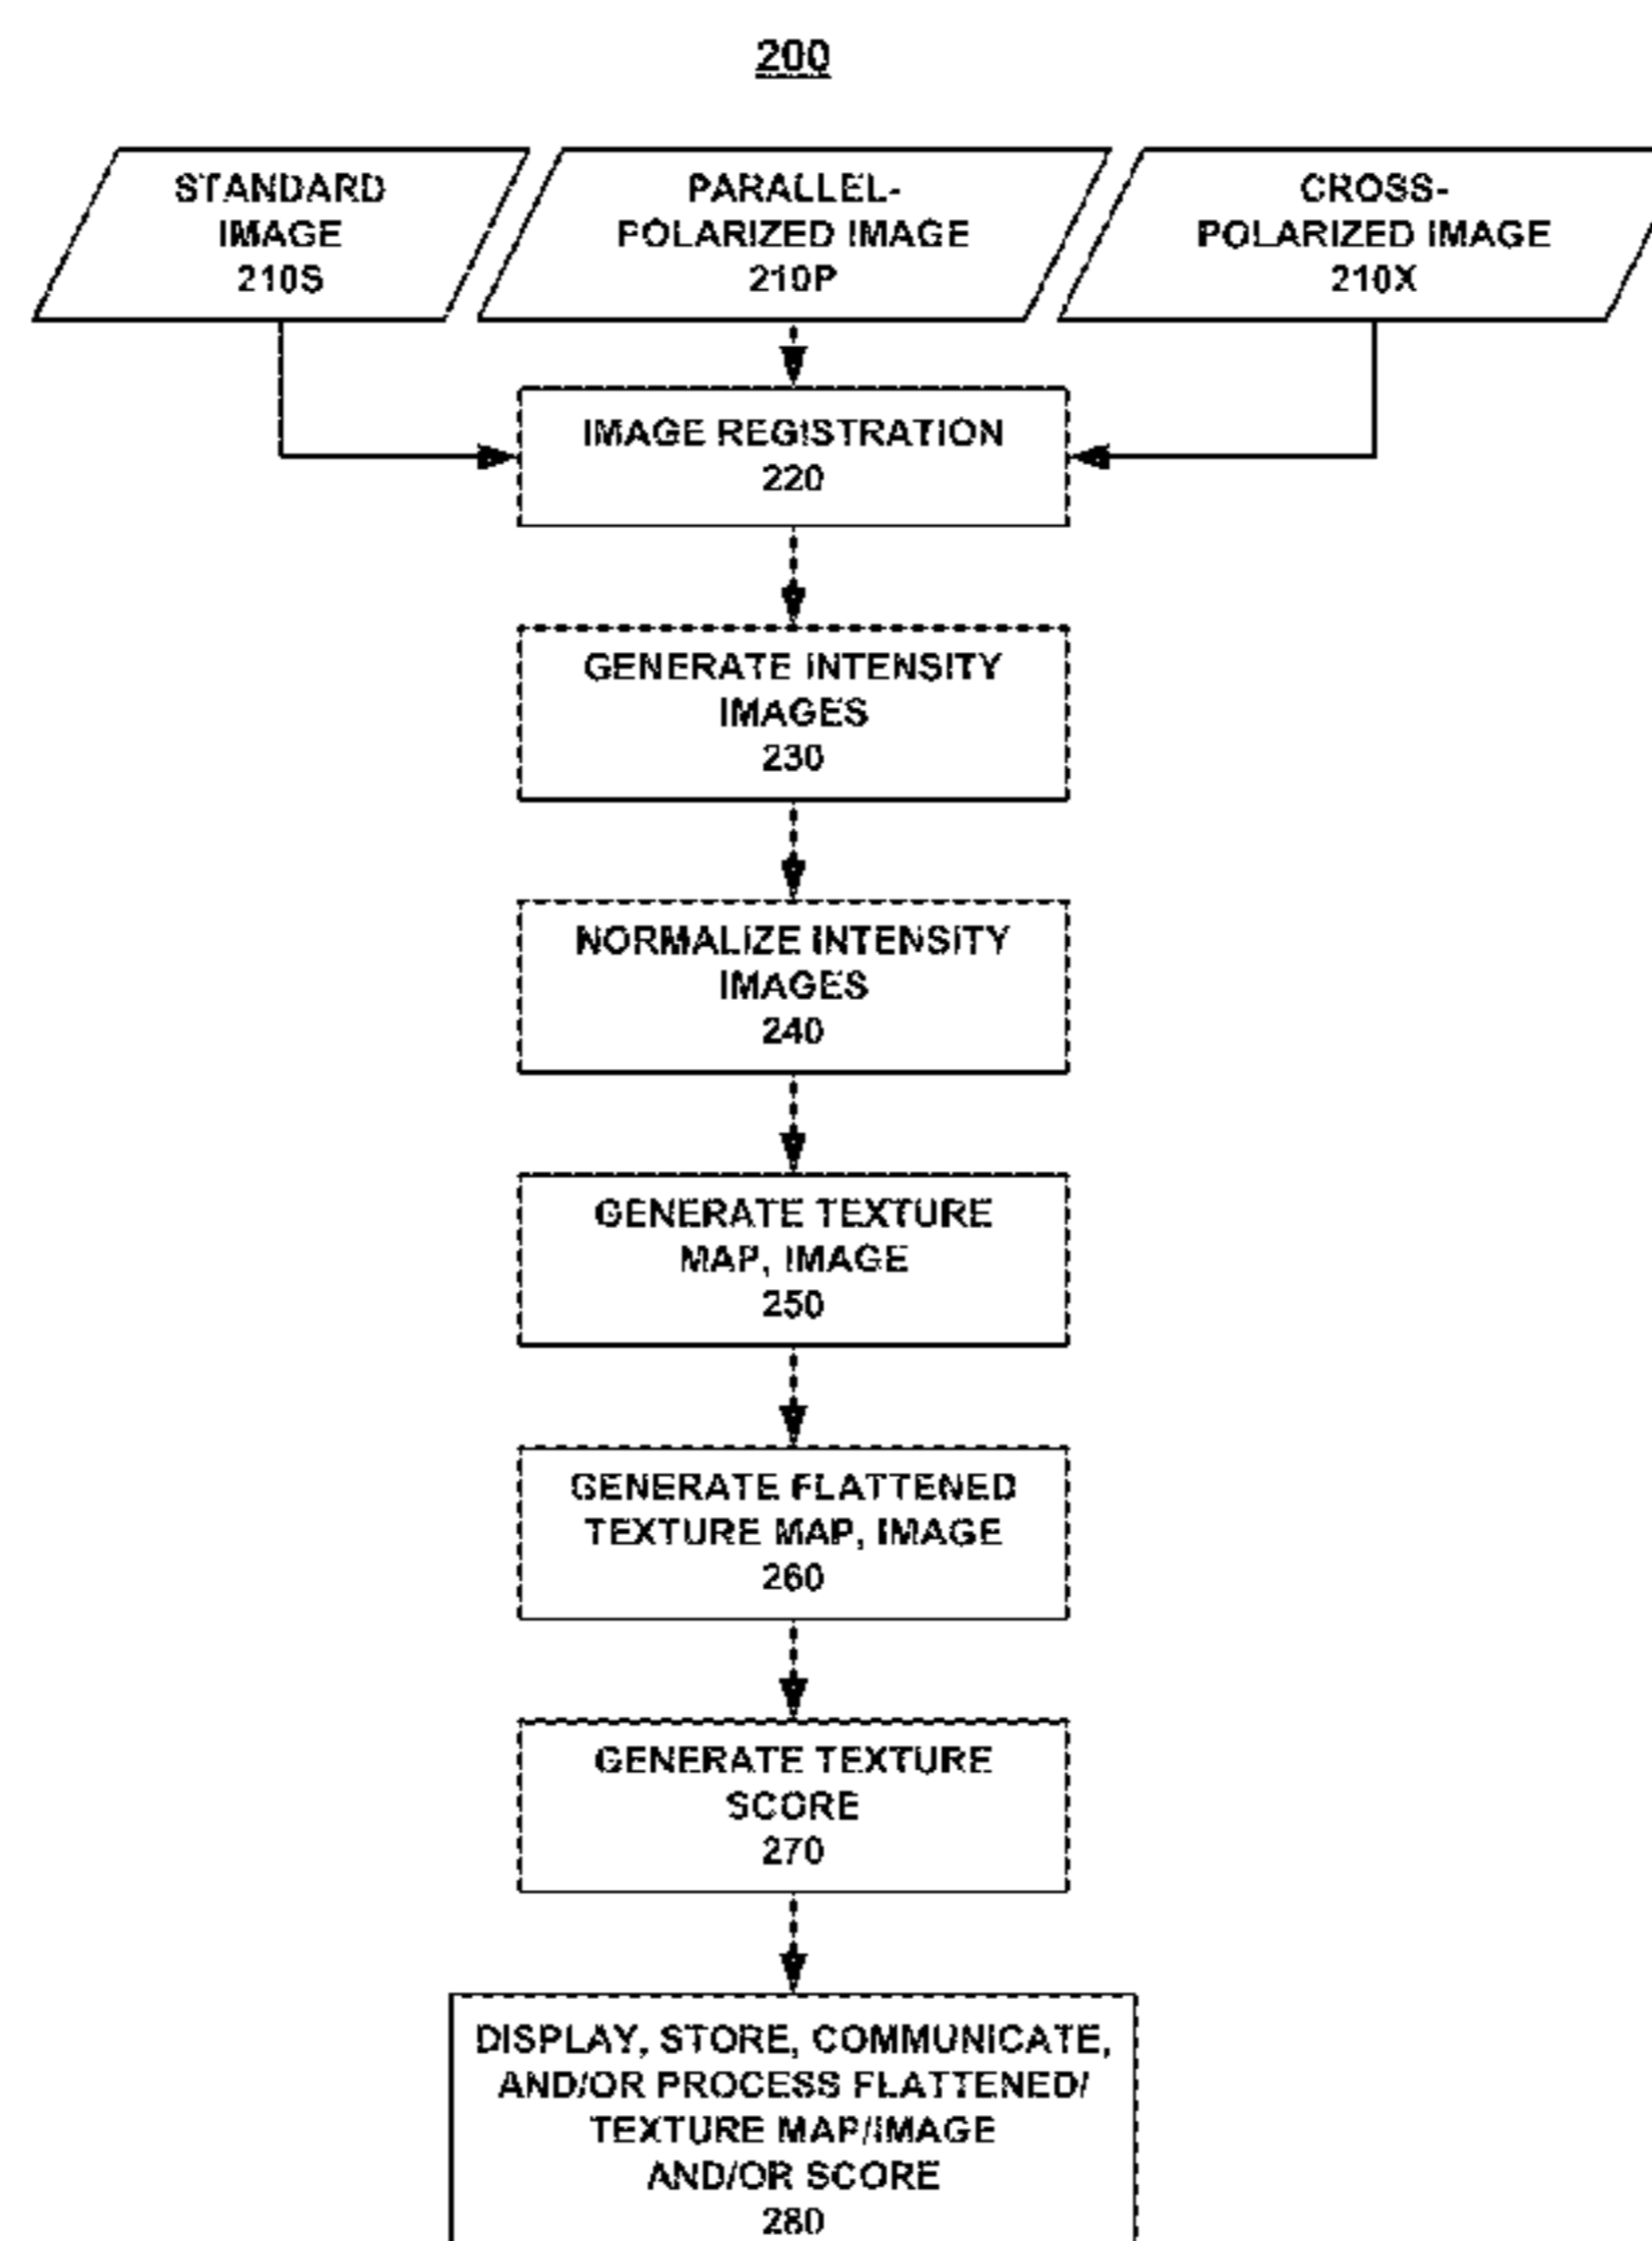 200
STANDARD
IMAGE
210S
PARALLEL-
POLARIZED IMAGE
210P
CROSS-
POLARIZED IMAGE
210X
IMAGE REGISTRATION
220
GENERATE INTENSITY
IMAGES
230
NORMALIZE INTENSITY
IMAGES
240
GENERATE TEXTURE
MAP, IMAGE
250
GENERATE FLATTENED
TEXTURE MAP, IMAGE
260
GENERATE TEXTURE
SCORE
270
DISPLAY, STORE, COMMUNICATE,
AND/OR PROCESS FLATTENED/
TEXTURE MAP/IMAGE
AND/OR SCORE
280